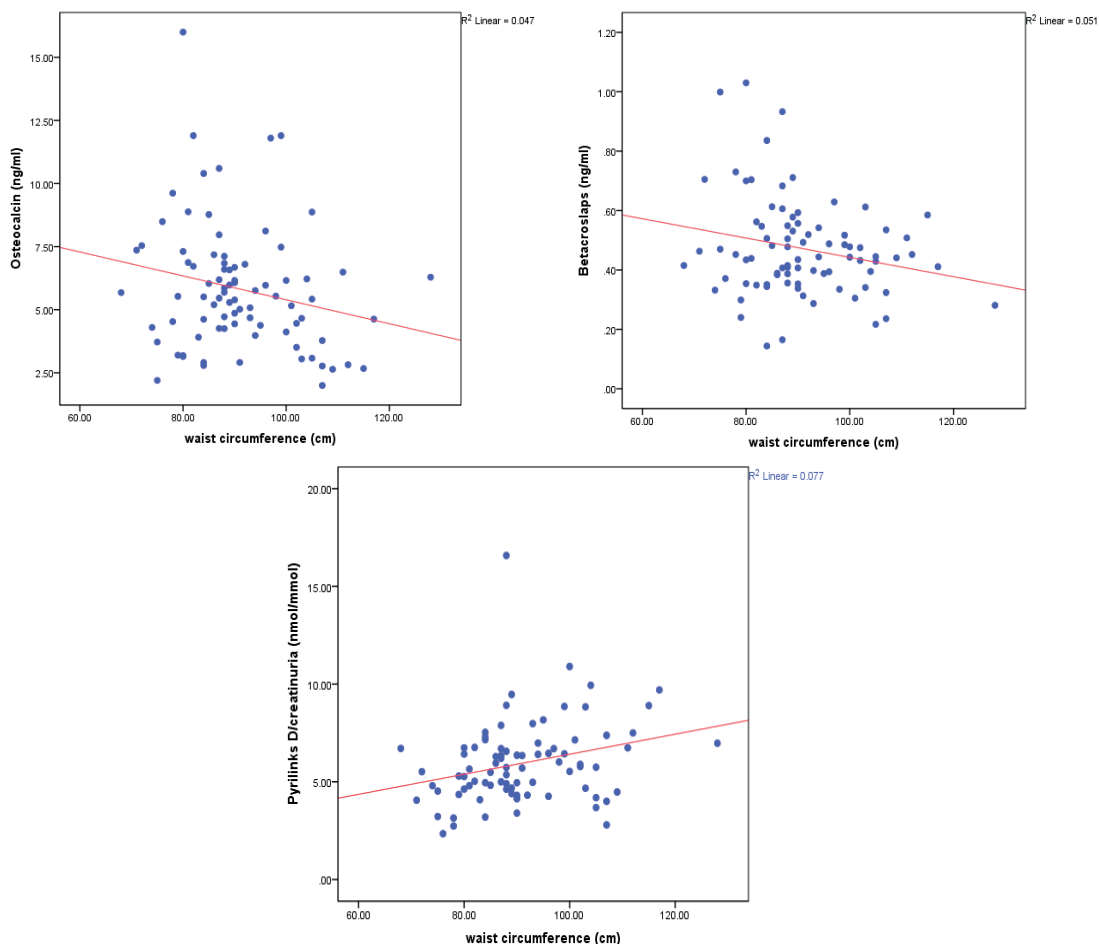 R2 Linear = 0.047
15.00
12.50
10.00
7.50
5.00
2.50
Osteocalcin (ng/ml)
60.00 80.00 100.00 120.00
waist circumference (cm)
R2 Linear = 0.051
1.20
1.00
.80
.60
.40
.20
.00
Betacroslaps (ng/ml)
60.00 80.00 100.00 120.00
waist circumference (cm)
R2 Linear = 0.077
20.00
15.00
10.00
5.00
.00
Pyrilinks D/creatinuria (nmol/mmol)
60.00 80.00 100.00 120.00
waist circumference (cm)